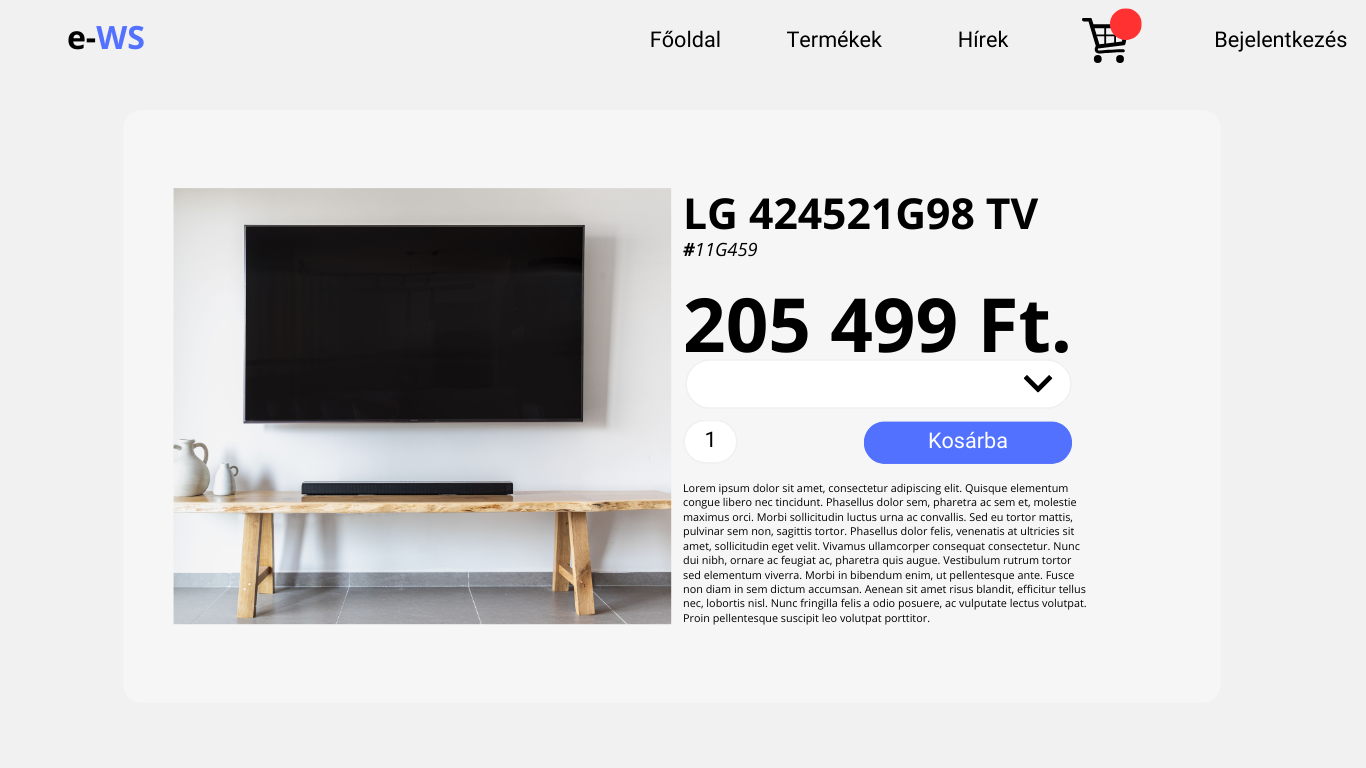 e-WS
Főoldal
Termékek
Hírek
Bejelentkezés
LG 424521G98 TV
#11G459
205 499 Ft.
1
Kosárba
Lorem ipsum dolor sit amet, consectetur adipiscing elit. Quisque elementum
congue libero nec tincidunt. Phasellus dolor sem, pharetra ac sem et, molestie
maximus orci. Morbi sollicitudin luctus urna ac convallis. Sed eu tortor mattis,
pulvinar sem non, sagittis tortor. Phasellus dolor felis, venenatis at ultricies sit
amet, sollicitudin eget velit. Vivamus ullamcorper consequat consectetur. Nunc
dui nibh, ornare ac feugiat ac, pharetra quis augue. Vestibulum rutrum tortor
sed elementum viverra. Morbi in bibendum enim, ut pellentesque ante. Fusce
non diam in sem dictum accumsan. Aenean sit amet risus blandit, efficitur tellus
nec, lobortis nisl. Nunc fringilla felis a odio posuere, ac vulputate lectus volutpat.
Proin pellentesque suscipit leo volutpat porttitor.